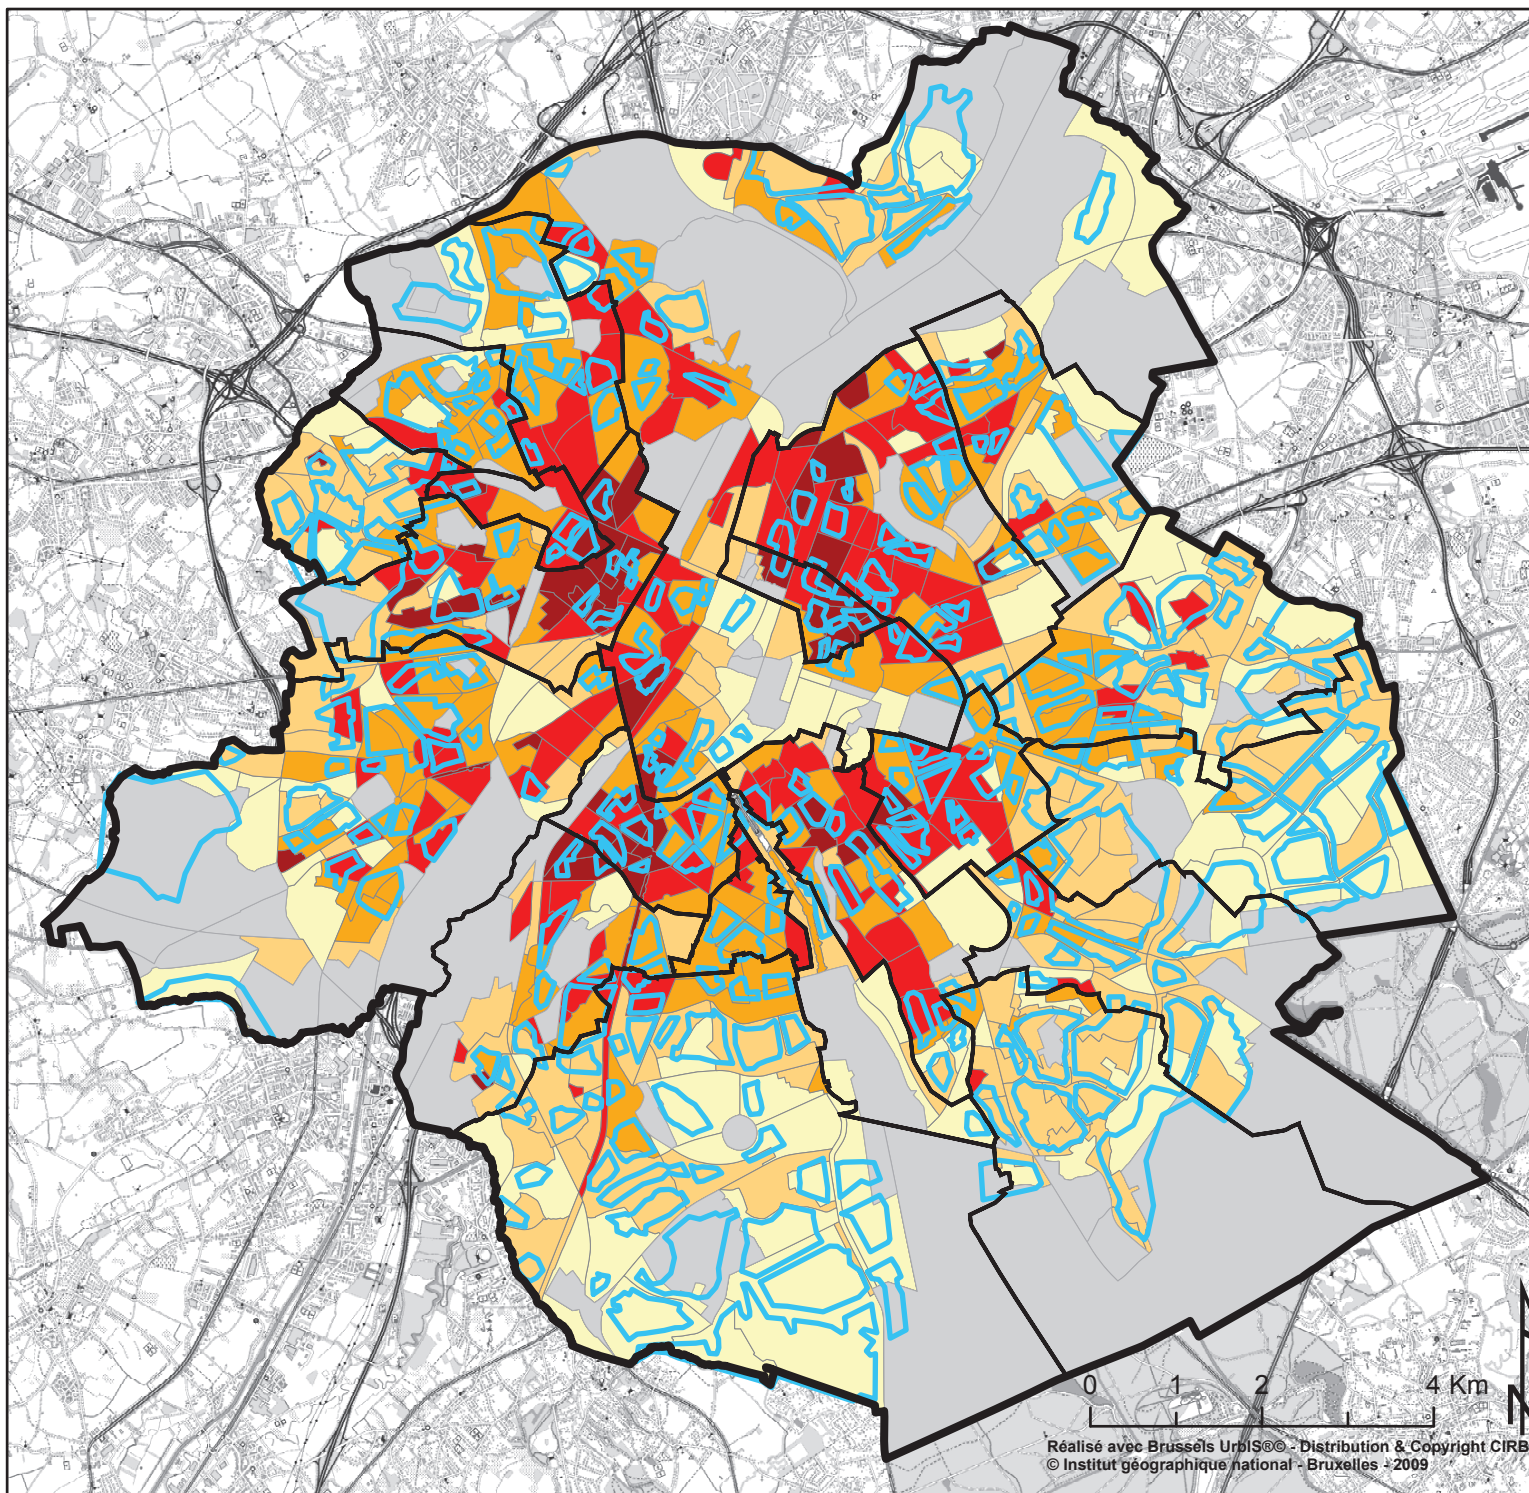 0 1 2 4 Km
N
Réalisé avec Brussels UrbIS®© - Distribution & Copyright CIRB
© Institut géographique national - Bruxelles - 2009